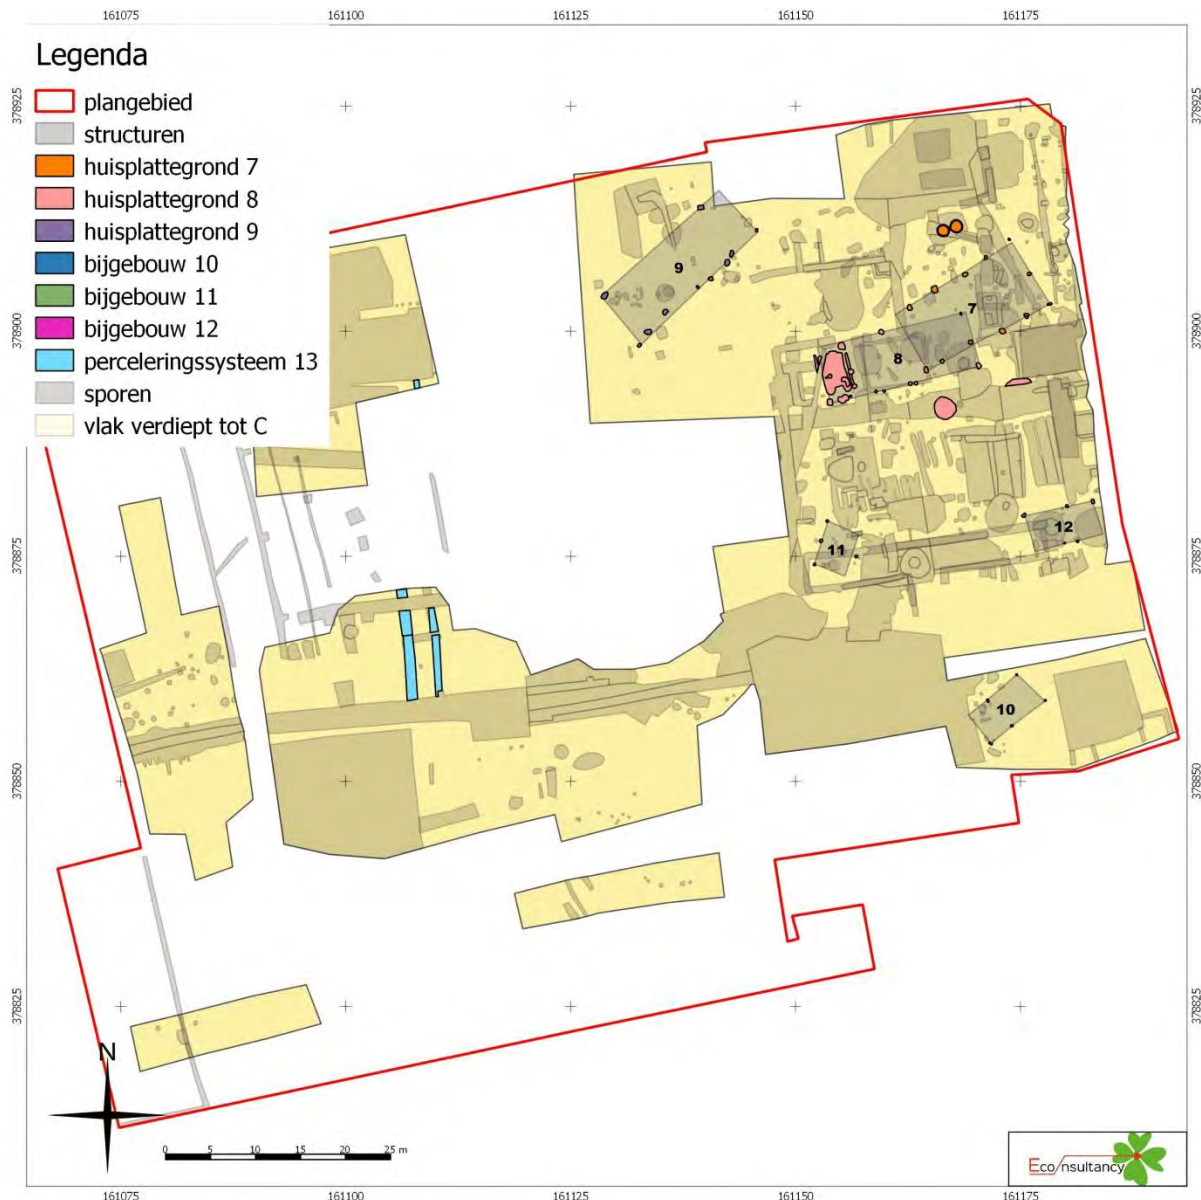 161075 161100 161125 161150 161175
Legenda
plangebied
structuren
huisplattegrond 7
huisplattegrond 8
huisplattegrond 9
bijgebouw 10
bijgebouw 11
bijgebouw 12
perceleringssysteem 13
sporen
vlak verdiept tot C
378925 378925
378900 378900
378875 378875
378850 378850
378825 378825
9
7
8
12
11
10
N
0 5 10 15 20 25 m
Eco/nsultancy
161075 161100 161125 161150 161175